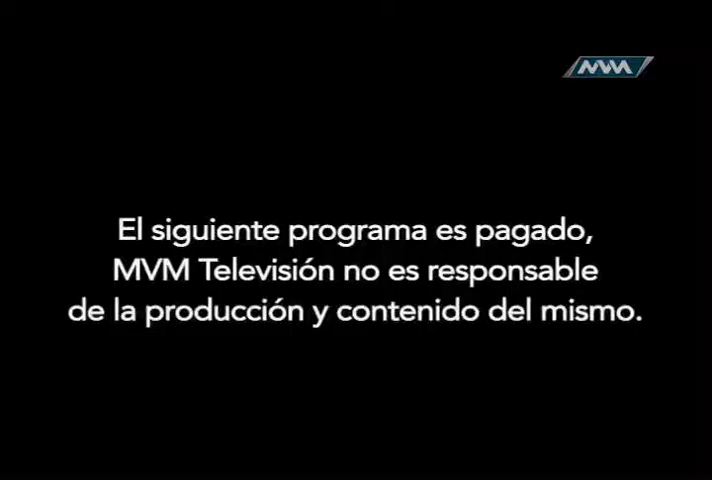 MVM
El siguiente programa es pagado,
MVM Televisión no es responsable
de la producción y contenido del mismo.